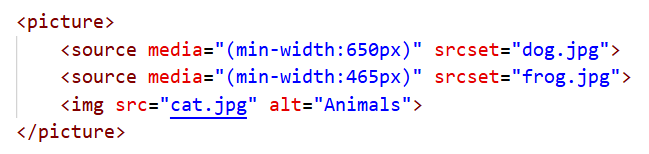 <picture>
<source media="(min-width:650px)" srcset="dog.jpg">
<source media="(min-width:465px)" srcset="frog.jpg">
<img src="cat.jpg" alt="Animals">
</picture>